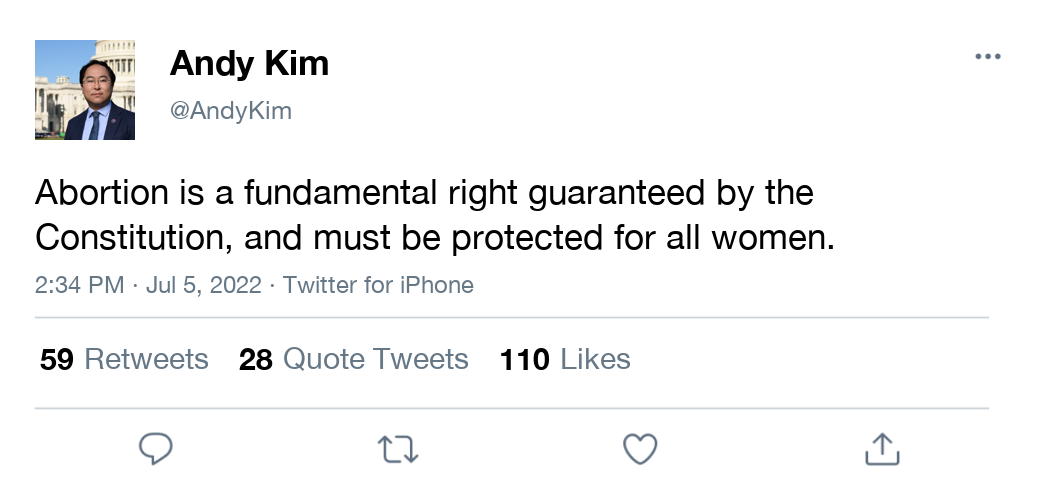 Andy Kim
@AndyKim
Abortion is a fundamental right guaranteed by the
Constitution, and must be protected for all women.
2:34 PM · Jul 5, 2022 · Twitter for iPhone
59 Retweets 28 Quote Tweets 110 Likes